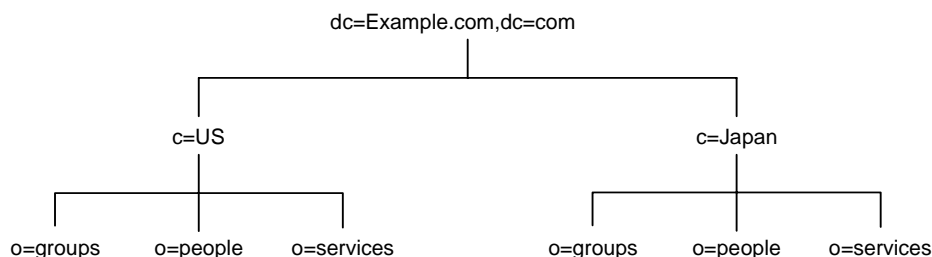 dc=Example.com,dc=com
c=US c=Japan
o=groups o=people o=services o=groups o=people o=services